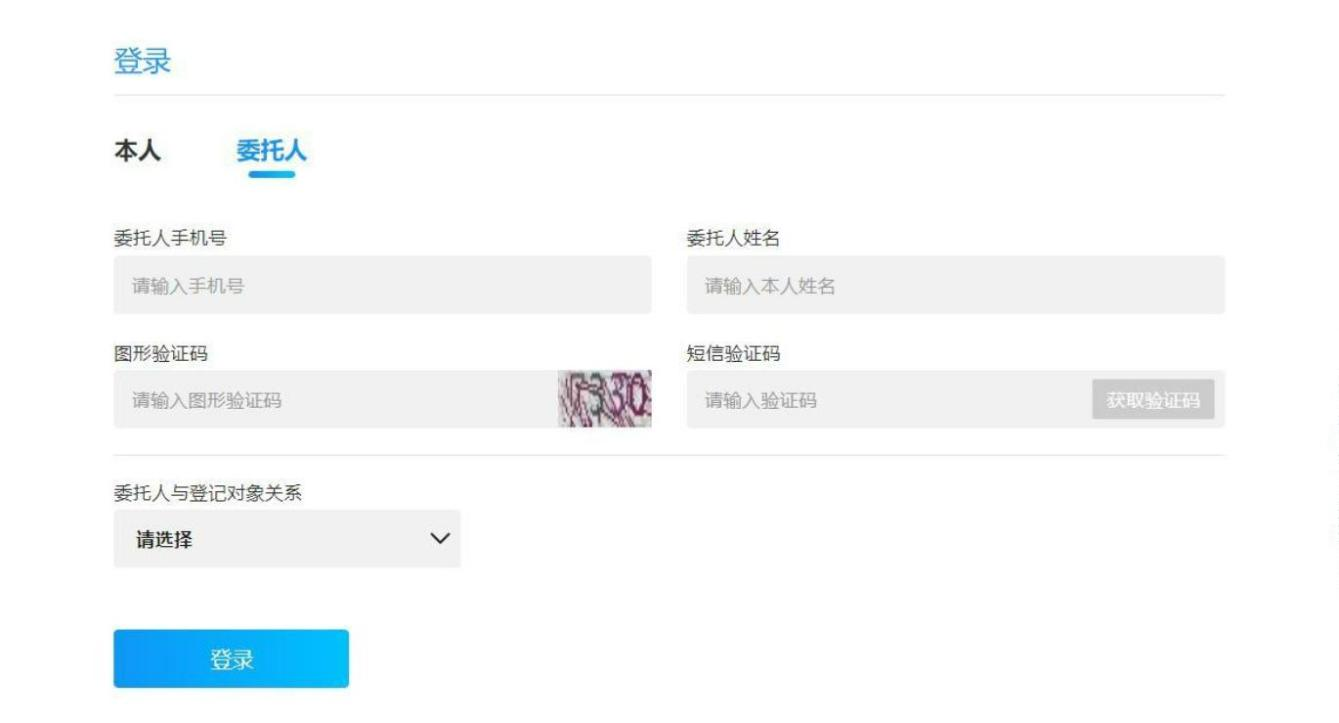 登录
本人 委托人
委托人手机号 委托人姓名
请输入手机号 请输入本人姓名
图形验证码 短信验证码
请输入图形验证码 请输入验证码 获取验证码
委托人与登记对象关系
请选择
登录